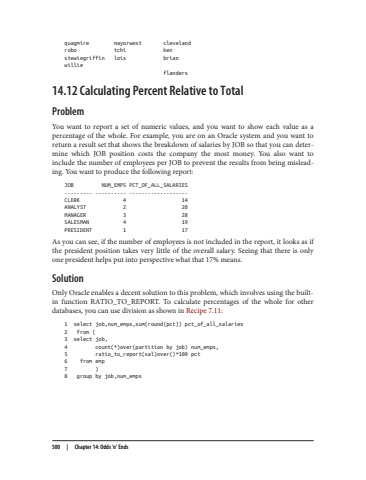 quagmire mayorwest cleveland
robo tchi ken
stewiegriffin lois brian
willie
flanders
14.12 Calculating Percent Relative to Total
Problem
You want to report a set of numeric values, and you want to show each value as a
percentage of the whole. For example, you are on an Oracle system and you want to
return a result set that shows the breakdown of salaries by JOB so that you can deter-
mine which JOB position costs the company the most money. You also want to
include the number of employees per JOB to prevent the results from being mislead-
ing. You want to produce the following report:
JOB NUM_EMPS PCT_OF_ALL_SALARIES
--------- ---------- -------------------
CLERK 4 14
ANALYST 2 20
MANAGER 3 28
SALESMAN 4 19
PRESIDENT 1 17
As you can see, if the number of employees is not included in the report, it looks as if
the president position takes very little of the overall salary. Seeing that there is only
one president helps put into perspective what that 17% means.
Solution
Only Oracle enables a decent solution to this problem, which involves using the built-
in function RATIO_TO_REPORT. To calculate percentages of the whole for other
databases, you can use division as shown in Recipe 7.11:
1 select job,num_emps,sum(round(pct)) pct_of_all_salaries
2 from (
3 select job,
4 count(*)over(partition by job) num_emps,
5 ratio_to_report(sal)over()*100 pct
6 from emp
7 )
8 group by job,num_emps
500 | Chapter 14: Odds 'n' Ends